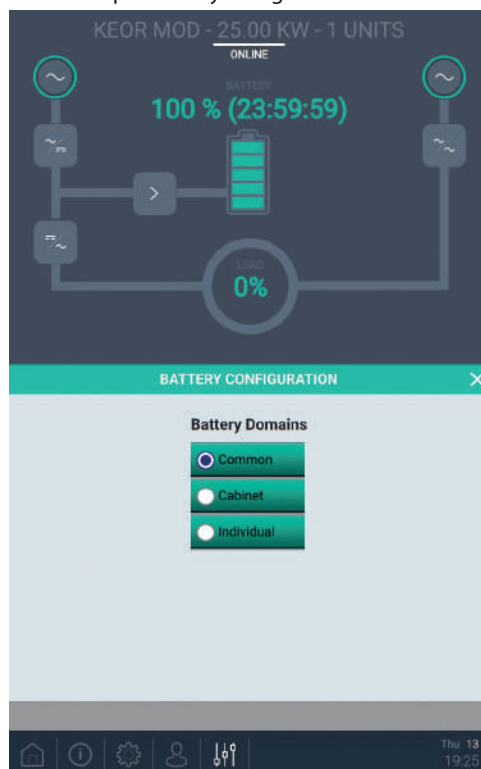 KEOR MOD - 25.00 KW - 1 UNITS
ONLINE
BATTERY
100 % (23:59:59)
LOAD
0%
BATTERY CONFIGURATION
Battery Domains
Common
Cabinet
Individual
Thu 13
19:25